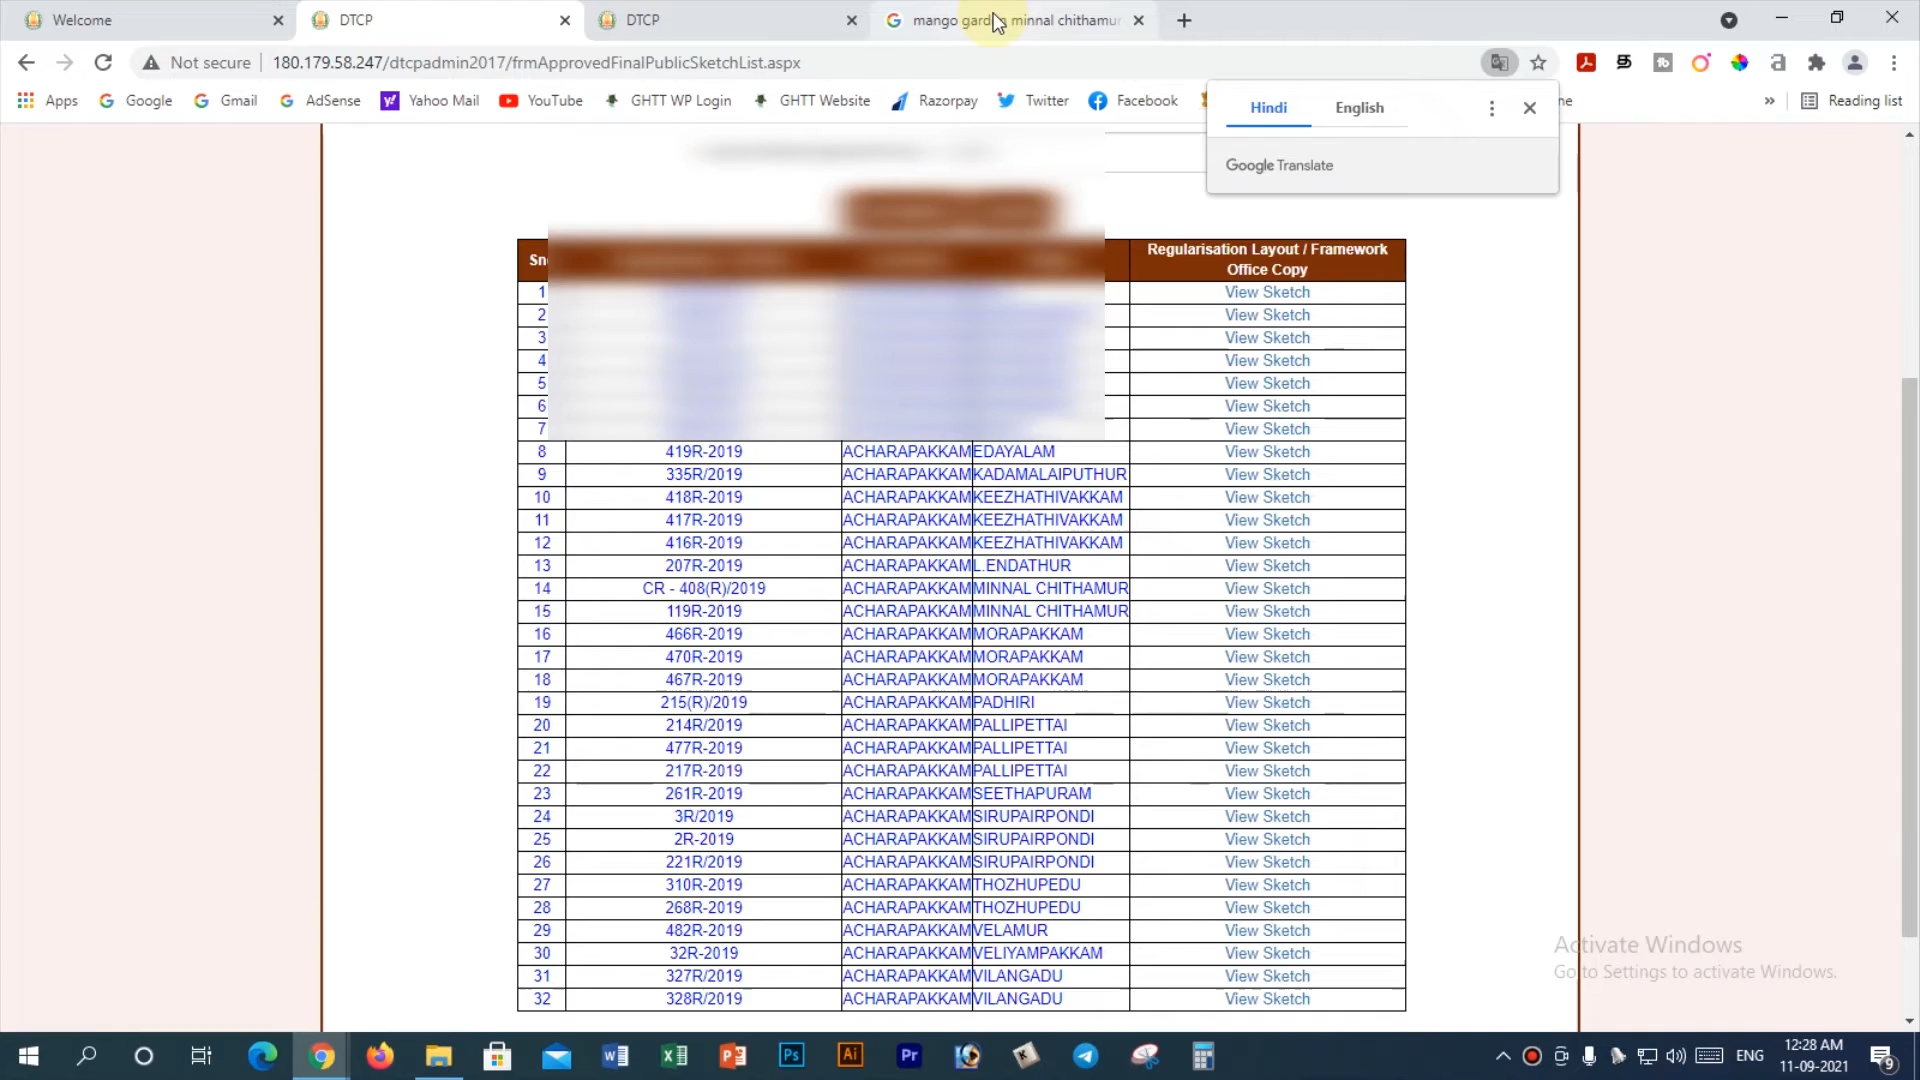 Welcome
DTCP
DTCP
mango garden minnal chithamur
Not secure 180.179.58.247/dtcpadmin2017/frmApprovedFinalPublicSketchList.aspx
Apps Google Gmail AdSense Yahoo Mail YouTube GHTT WP Login GHTT Website Razorpay Twitter Facebook Reading list
Hindi English
Google Translate
Regularisation Layout / Framework
Office Copy
1 View Sketch
2 View Sketch
3 View Sketch
4 View Sketch
5 View Sketch
6 View Sketch
7 View Sketch
8 419R-2019 ACHARAPAKKAM EDAYALAM View Sketch
9 335R/2019 ACHARAPAKKAM KADAMALAIPUTHUR View Sketch
10 418R-2019 ACHARAPAKKAM KEEZHATHIVAKKAM View Sketch
11 417R-2019 ACHARAPAKKAM KEEZHATHIVAKKAM View Sketch
12 416R-2019 ACHARAPAKKAM KEEZHATHIVAKKAM View Sketch
13 207R-2019 ACHARAPAKKAM L.ENDATHUR View Sketch
14 CR - 408(R)/2019 ACHARAPAKKAM MINNAL CHITHAMUR View Sketch
15 119R-2019 ACHARAPAKKAM MINNAL CHITHAMUR View Sketch
16 466R-2019 ACHARAPAKKAM MORAPAKKAM View Sketch
17 470R-2019 ACHARAPAKKAM MORAPAKKAM View Sketch
18 467R-2019 ACHARAPAKKAM MORAPAKKAM View Sketch
19 215(R)/2019 ACHARAPAKKAM PADHIRI View Sketch
20 214R/2019 ACHARAPAKKAM PALLIPETTAI View Sketch
21 477R-2019 ACHARAPAKKAM PALLIPETTAI View Sketch
22 217R-2019 ACHARAPAKKAM PALLIPETTAI View Sketch
23 261R-2019 ACHARAPAKKAM SEETHAPURAM View Sketch
24 3R/2019 ACHARAPAKKAM SIRUPAIRPONDI View Sketch
25 2R-2019 ACHARAPAKKAM SIRUPAIRPONDI View Sketch
26 221R/2019 ACHARAPAKKAM SIRUPAIRPONDI View Sketch
27 310R-2019 ACHARAPAKKAM THOZHUPEDU View Sketch
28 268R-2019 ACHARAPAKKAM THOZHUPEDU View Sketch
29 482R-2019 ACHARAPAKKAM VELAMUR View Sketch
30 32R-2019 ACHARAPAKKAM VELIYAMPAKKAM View Sketch
31 327R/2019 ACHARAPAKKAM VILANGADU View Sketch
32 328R/2019 ACHARAPAKKAM VILANGADU View Sketch
Activate Windows
Go to Settings to activate Windows.
ENG
12:28 AM
11-09-2021
9